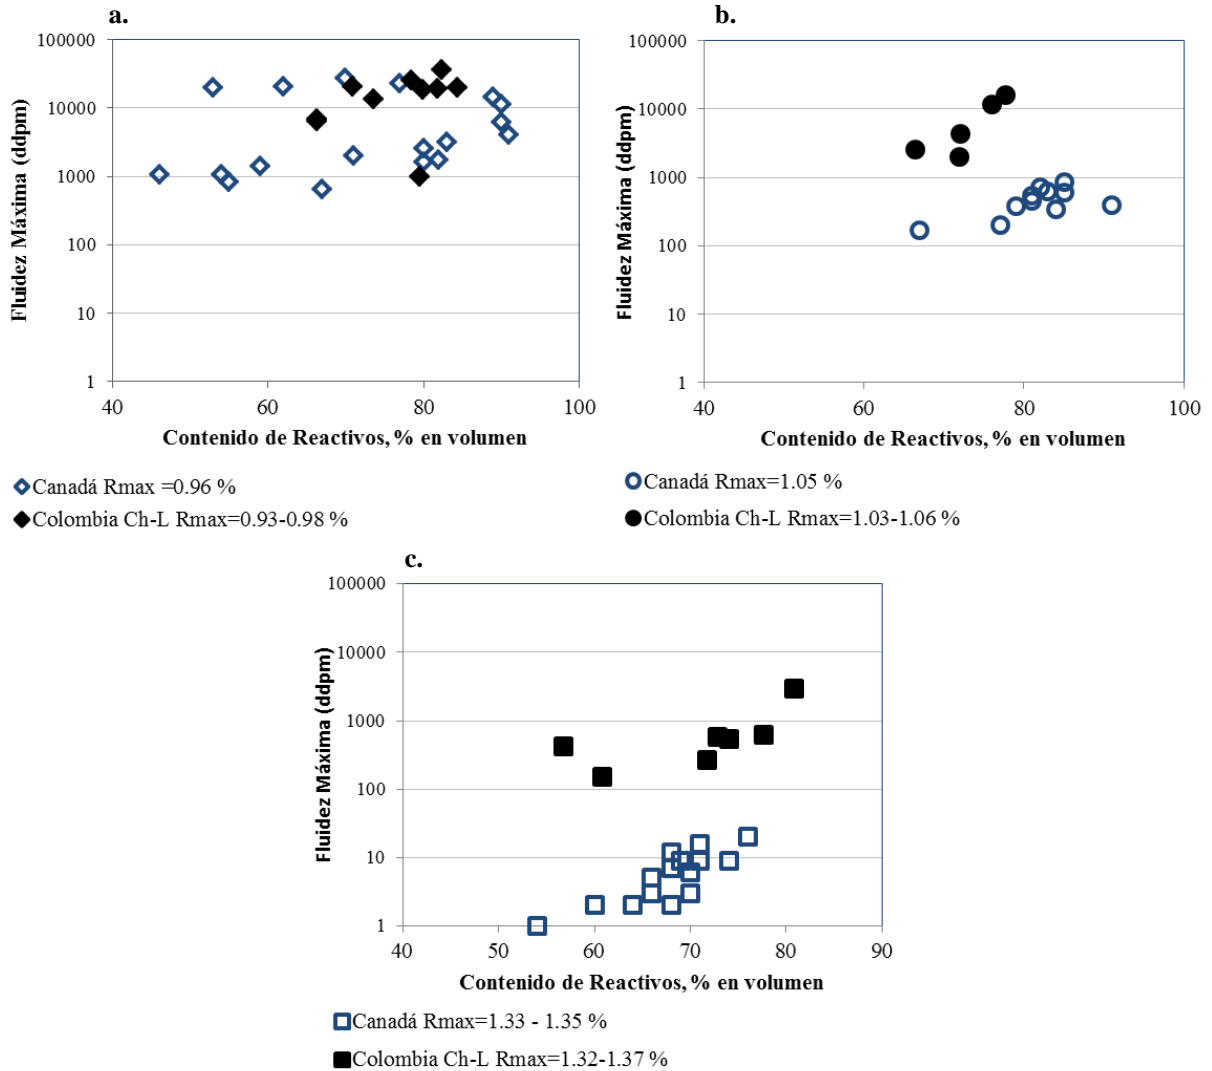 a.
100000
10000
1000
100
10
1
Fluidez Máxima (ddpm)
40 60 80 100
Contenido de Reactivos, % en volumen
Canadá Rmax =0.96 %
Colombia Ch-L Rmax=0.93-0.98 %
b.
100000
10000
1000
100
10
1
Fluidez Máxima (ddpm)
40 60 80 100
Contenido de Reactivos, % en volumen
Canadá Rmax=1.05 %
Colombia Ch-L Rmax=1.03-1.06 %
c.
100000
10000
1000
100
10
1
Fluidez Máxima (ddpm)
40 50 60 70 80 90
Contenido de Reactivos, % en volumen
Canadá Rmax=1.33 - 1.35 %
Colombia Ch-L Rmax=1.32-1.37 %